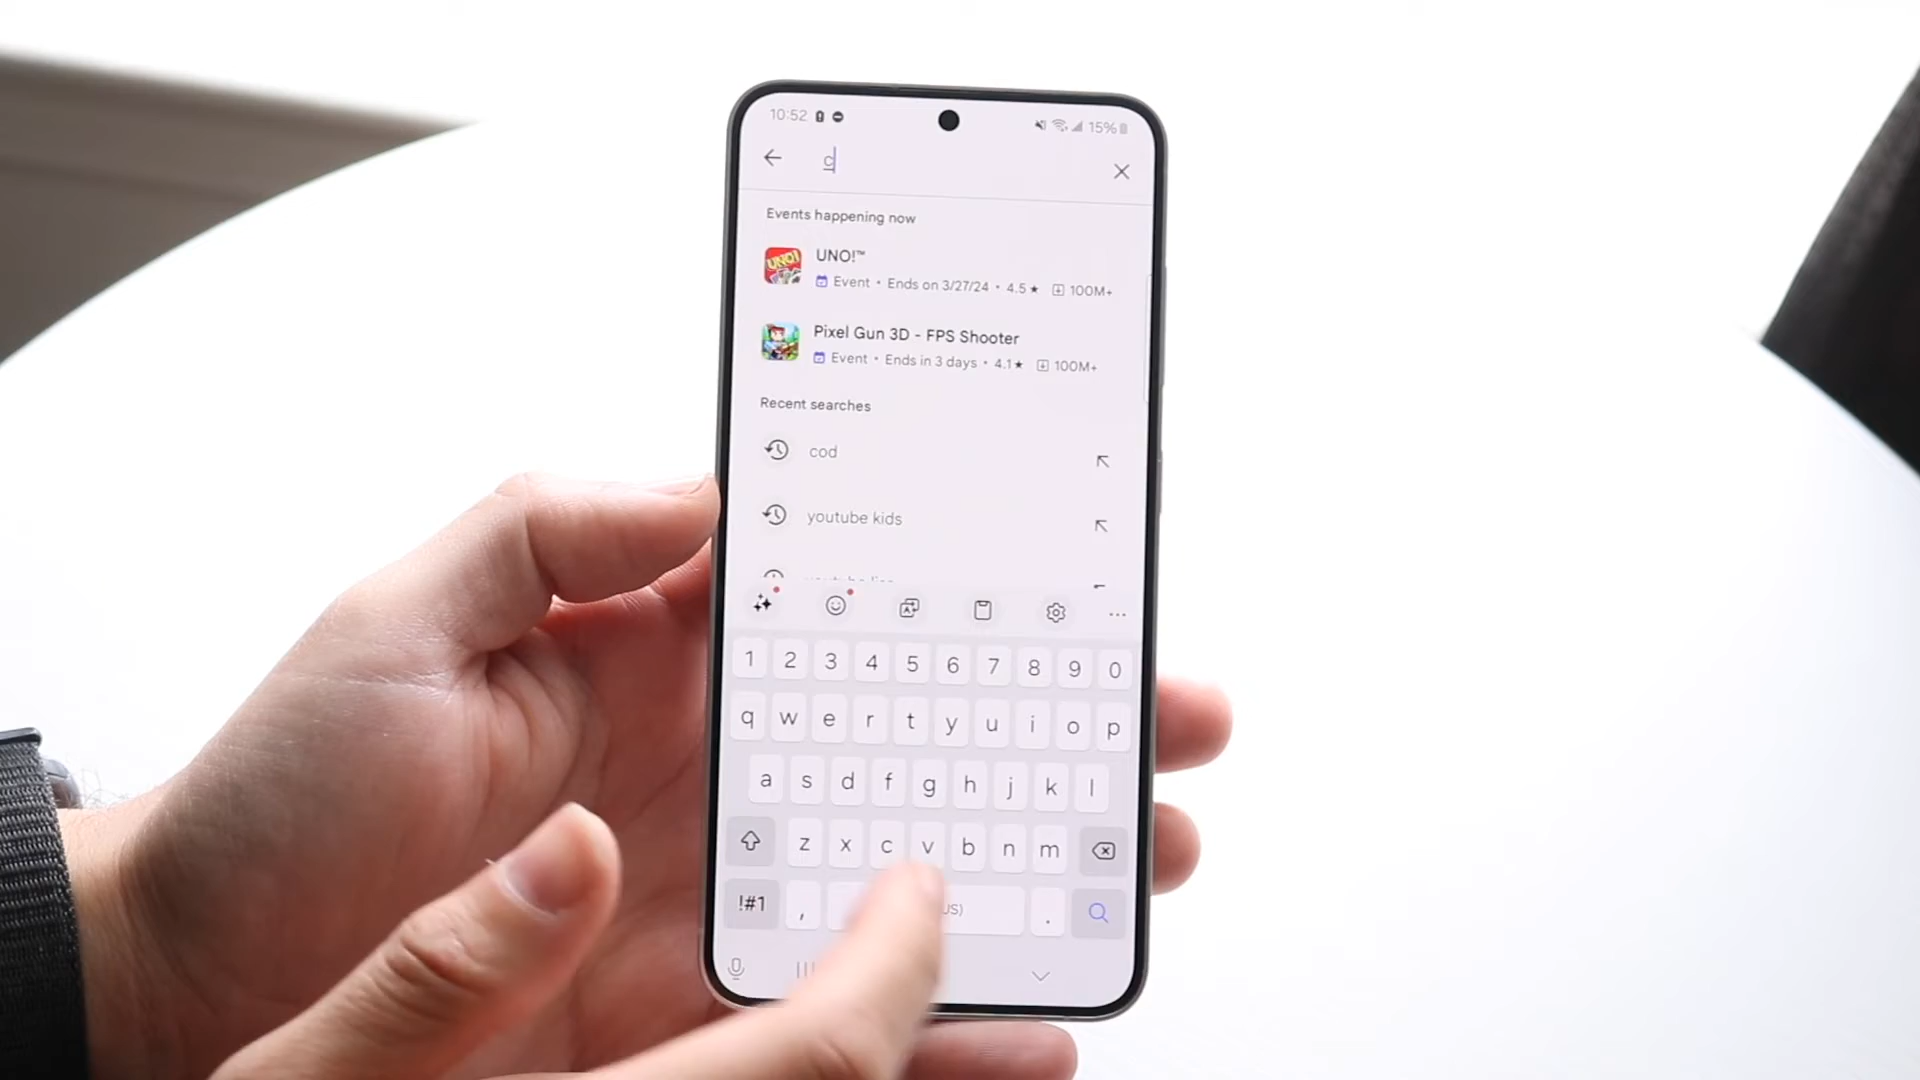 10:52 15%
c
Events happening now
UNO!™
Event • Ends on 3/27/24 • 4.5★ 100M+
Pixel Gun 3D - FPS Shooter
Event • Ends in 3 days • 4.1★ 100M+
Recent searches
cod
youtube kids
1 2 3 4 5 6 7 8 9 0
q w e r t y u i o p
a s d f g h j k l
z x c v b n m
!#1 , US) .